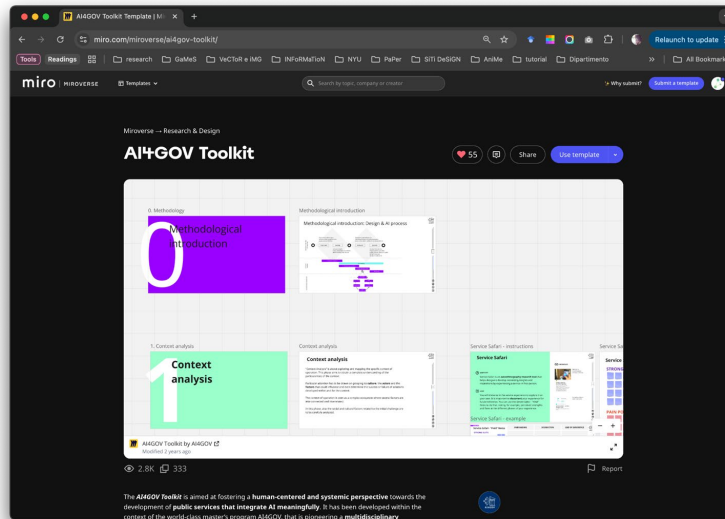 AI4GOV Toolkit Template | Mi
miro.com/miroverse/ai4gov-toolkit/
Relaunch to update
Tools Readings research GaMeS VeCToR e iMG INFoRMaTioN NYU PaPer SiTi DeSiGN AniMe tutorial Dipartimento » All Bookmark
miro MIROVERSE Templates Search by topic, company or creator Why submit? Submit a template
Miroverse → Research & Design
AI4GOV Toolkit
55 Share Use template
0. Methodology
Methodological introduction
0
Methodological
introduction
Methodological introduction: Design & AI process
1. Context analysis
Context analysis
Service Safari - instructions
Service Sa
1
Context
analysis
Context analysis
Service Safari
Service
STRONG
Service Safari - example
PAIN PO
AI4GOV Toolkit by AI4GOV
Modified 2 years ago
2.8K 333
Report
The AI4GOV Toolkit is aimed at fostering a human-centered and systemic perspective towards the
development of public services that integrate AI meaningfully. It has been developed within the
context of the world-class master's program AI4GOV, that is pioneering a multidisciplinary